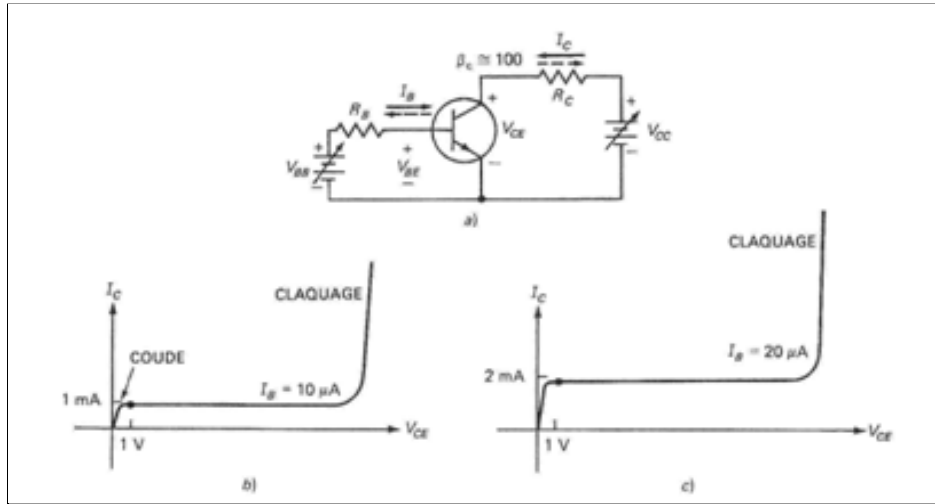 I_C
β_c ≅ 100
R_C
I_B
R_B
+
V_CE
−
+
V_CC
−
+
V_BB
−
+
V_BE
−
a)
I_C
CLAQUAGE
COUDE
1 mA
I_B = 10 μA
1 V
V_CE
b)
I_C
CLAQUAGE
2 mA
I_B = 20 μA
1 V
V_CE
c)